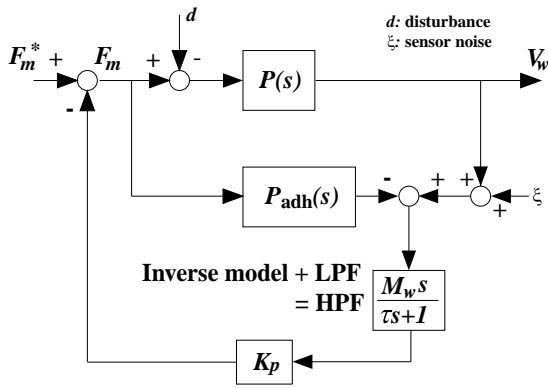 d
d: disturbance
ξ: sensor noise
F_m* + F_m + - P(s) V_w
-
P_adh(s) - + + + ξ
Inverse model + LPF
= HPF
M_w s
τs+1
K_p